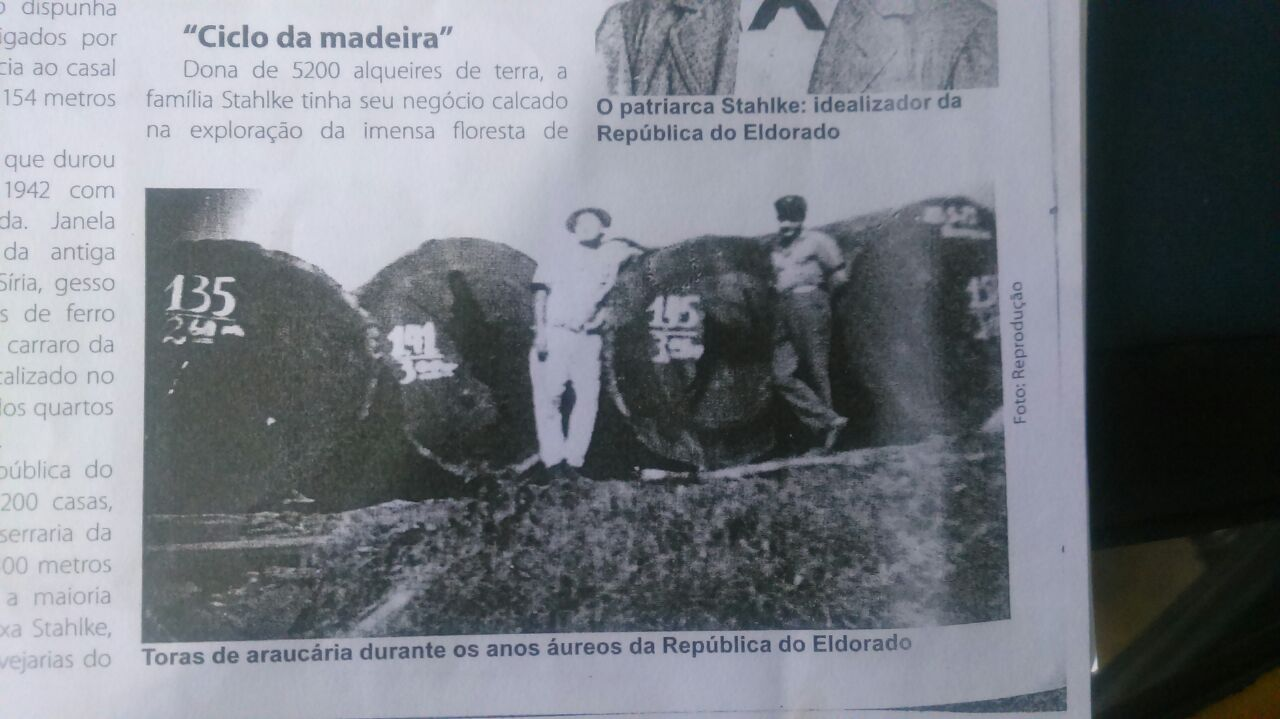 dispunha
igados por
cia ao casal
154 metros
que durou
1942 com
da. Janela
da antiga
Síria, gesso
s de ferro
carraro da
calizado no
los quartos
pública do
200 casas,
serraria da
00 metros
a maioria
xa Stahlke,
vejarias do
“Ciclo da madeira”
Dona de 5200 alqueires de terra, a
família Stahlke tinha seu negócio calcado
na exploração da imensa floresta de
O patriarca Stahlke: idealizador da
República do Eldorado
135
Foto: Reprodução
Toras de araucária durante os anos áureos da República do Eldorado